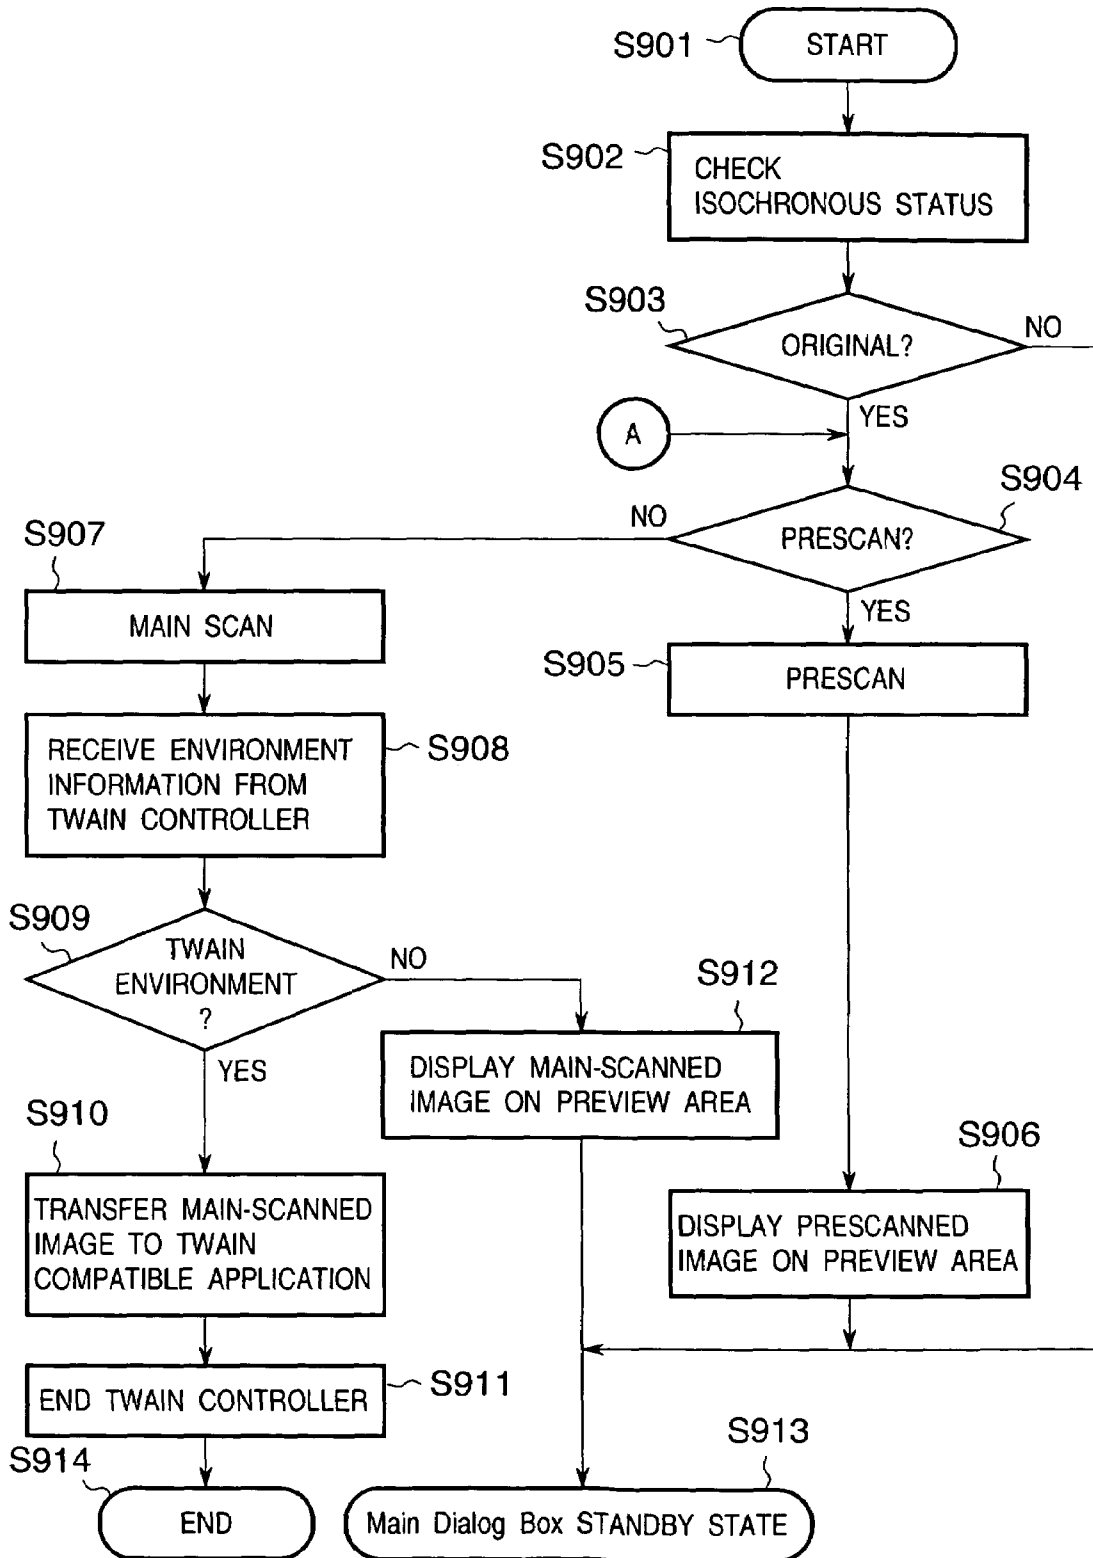 S901
START
S902
CHECK
ISOCHRONOUS STATUS
S903
ORIGINAL?
NO
YES
A
S904
PRESCAN?
NO
YES
S907
MAIN SCAN
S905
PRESCAN
RECEIVE ENVIRONMENT
INFORMATION FROM
TWAIN CONTROLLER
S908
S909
TWAIN
ENVIRONMENT
?
NO
YES
S912
DISPLAY MAIN-SCANNED
IMAGE ON PREVIEW AREA
S910
TRANSFER MAIN-SCANNED
IMAGE TO TWAIN
COMPATIBLE APPLICATION
S906
DISPLAY PRESCANNED
IMAGE ON PREVIEW AREA
END TWAIN CONTROLLER
S911
S914
END
S913
Main Dialog Box STANDBY STATE